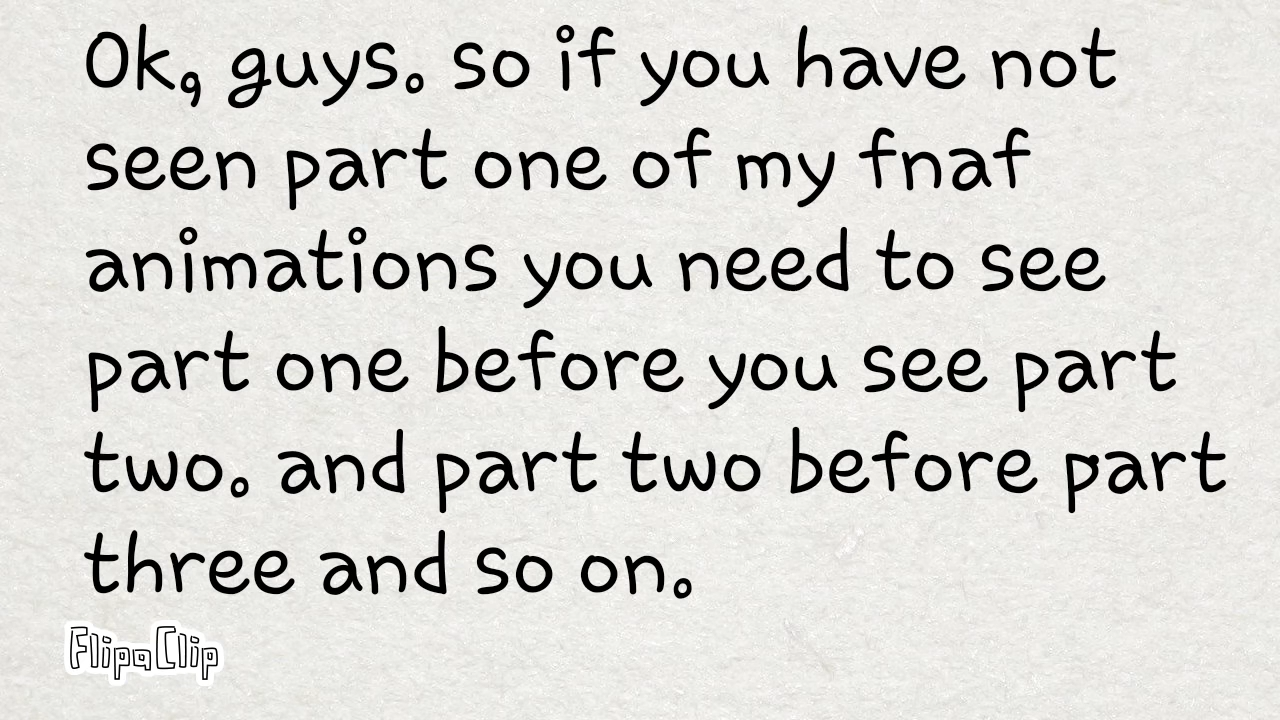 Ok, guys. so if you have not
seen part one of my fnaf
animations you need to see
part one before you see part
two. and part two before part
three and so on.
FlipaClip